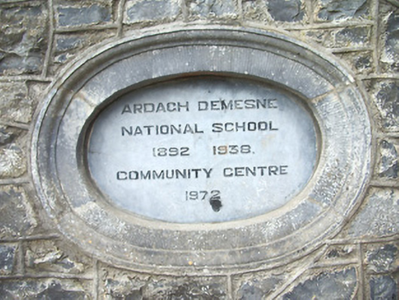 ARDACH DEMESNE
NATIONAL SCHOOL
1892 1938.
COMMUNITY CENTRE
1972